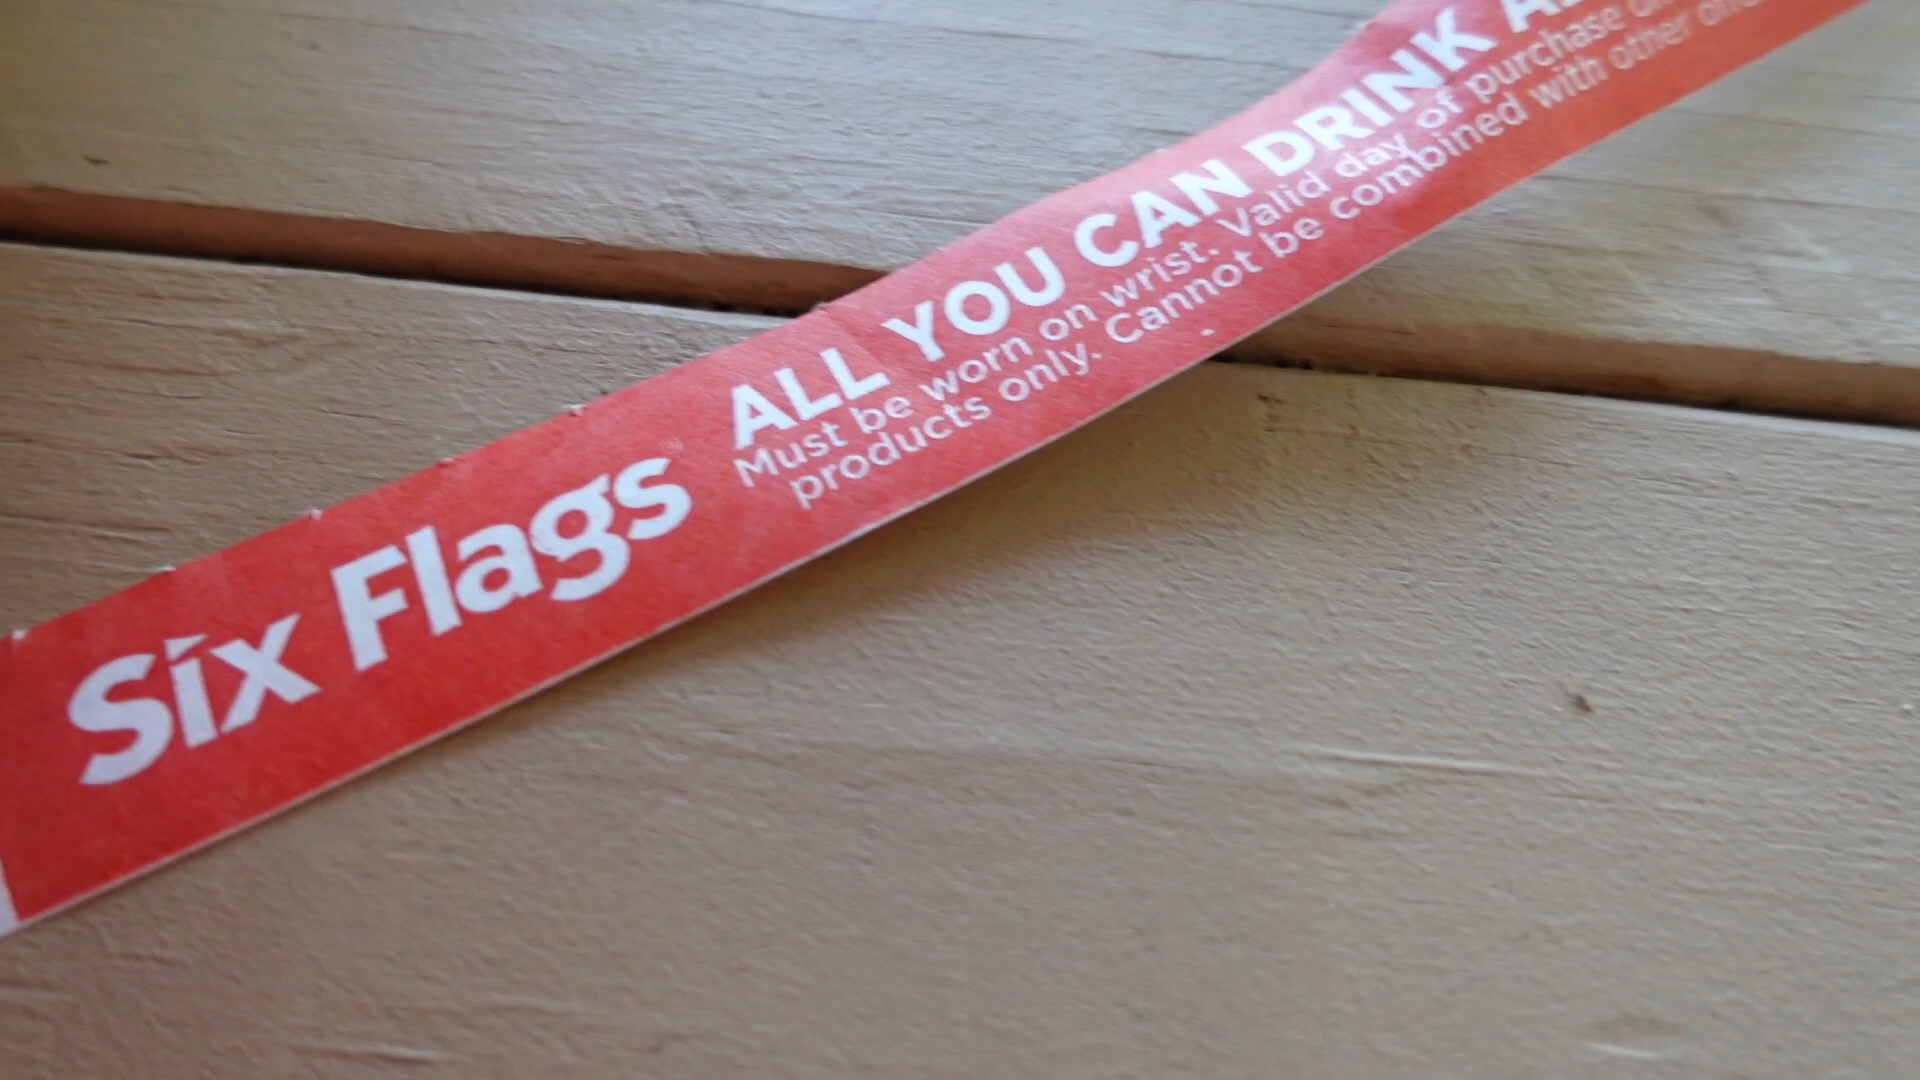 Six Flags
ALL YOU CAN DRINK
Must be worn on wrist. Valid day of purchase
products only. Cannot be combined with other